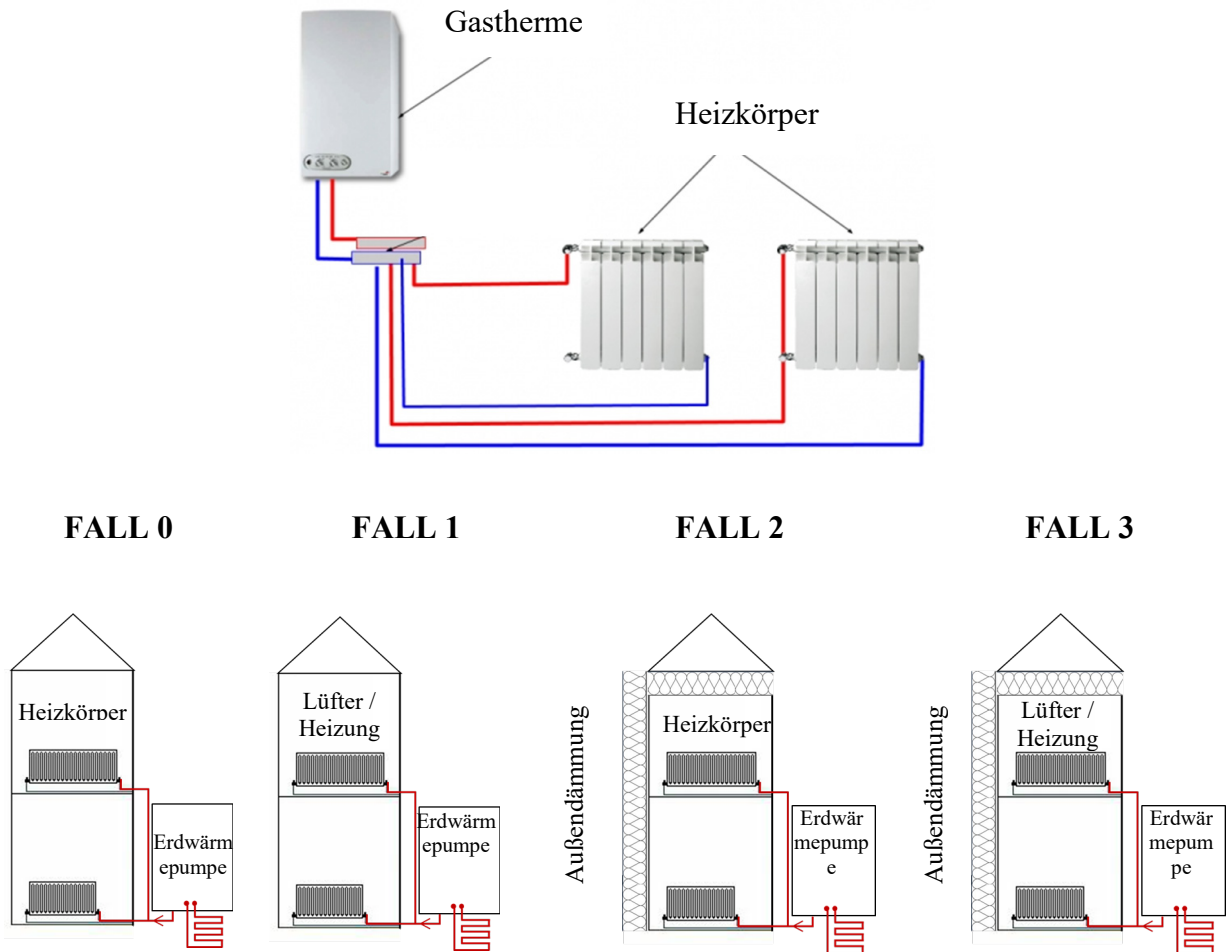 Gastherme
Heizkörper
FALL 0
FALL 1
FALL 2
FALL 3
Heizkörper
Erdwärm
epumpe
Lüfter /
Heizung
Erdwärm
epumpe
Außendämmung
Heizkörper
Erdwär
mepump
e
Außendämmung
Lüfter /
Heizung
Erdwär
mepum
pe